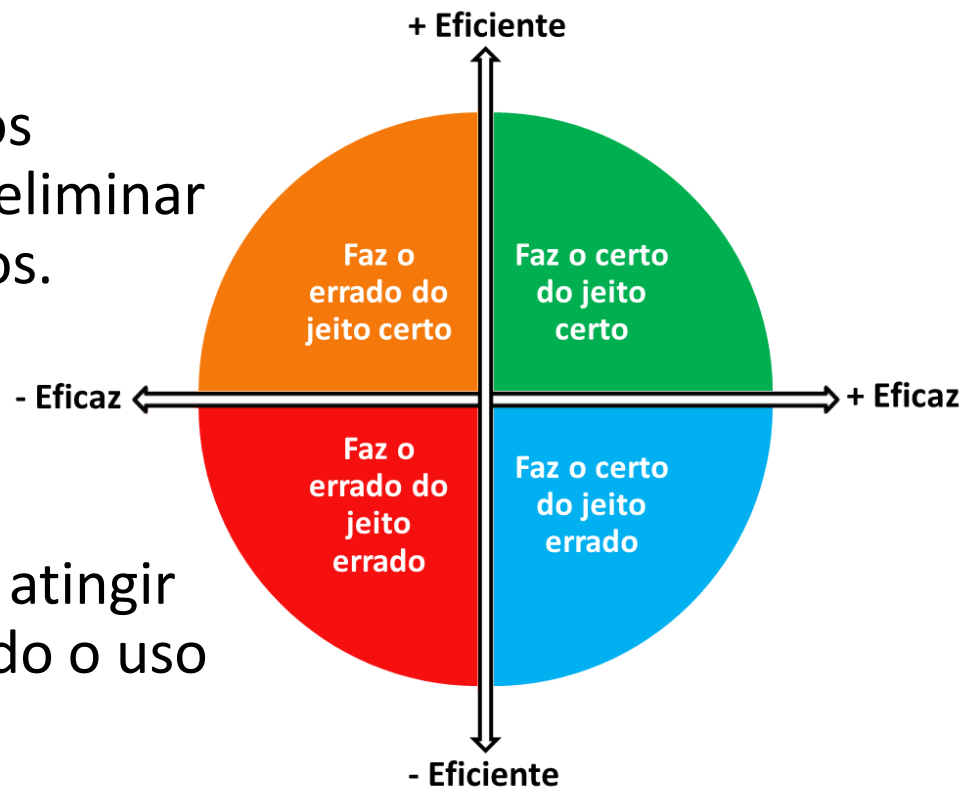 + Eficiente
os
eliminar
os.
Faz o
errado do
jeito certo
Faz o certo
do jeito
certo
- Eficaz
+ Eficaz
Faz o
errado do
jeito
errado
Faz o certo
do jeito
errado
atingir
do o uso
- Eficiente